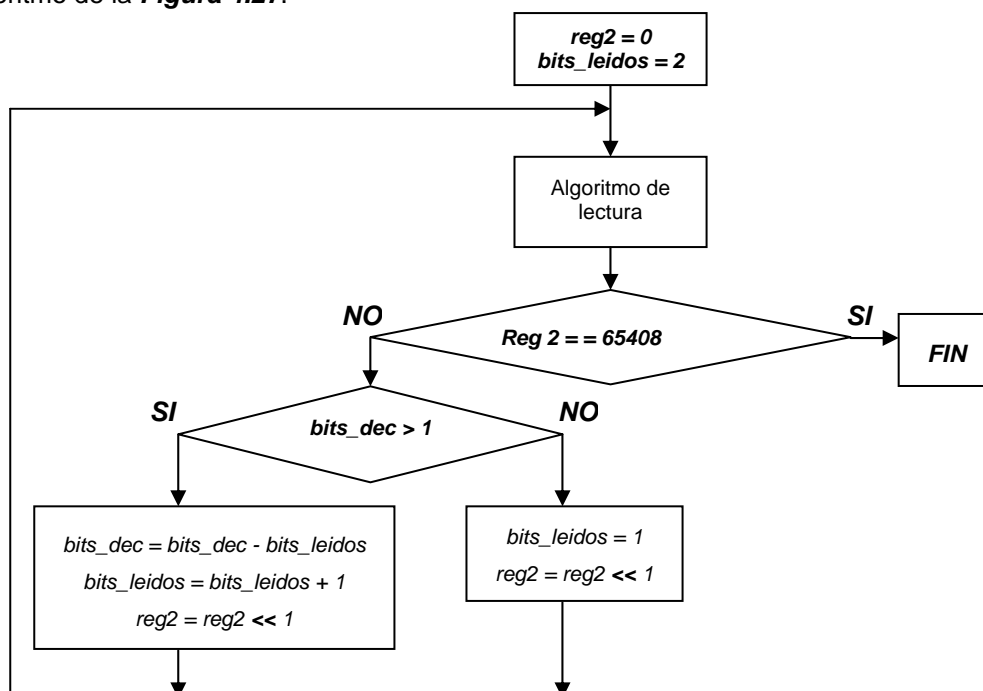 de la Figura 4.27.
reg2 = 0
bits_leidos = 2
Algoritmo de
lectura
NO
SI
Reg 2 = = 65408
FIN
SI
NO
bits_dec > 1
bits_dec = bits_dec - bits_leidos
bits_leidos = bits_leidos + 1
reg2 = reg2 << 1
bits_leidos = 1
reg2 = reg2 << 1